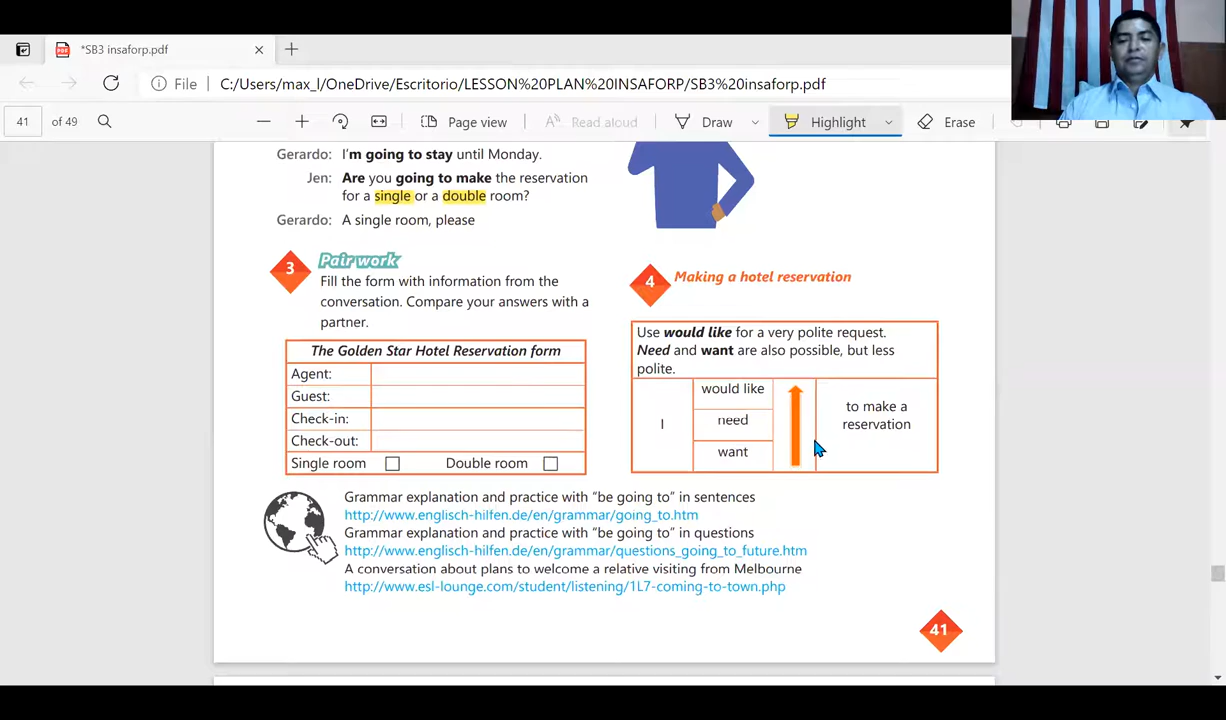 *SB3 insaforp.pdf
File
C:/Users/max_l/OneDrive/Escritorio/LESSON%20PLAN%20INSAFORP/SB3%20insaforp.pdf
41
of 49
Page view
Read aloud
Draw
Highlight
Erase
Gerardo: I'm going to stay until Monday.
Jen: Are you going to make the reservation
for a single or a double room?
Gerardo: A single room, please
3
Pair work
Fill the form with information from the
conversation. Compare your answers with a
partner.
The Golden Star Hotel Reservation form
Agent:
Guest:
Check-in:
Check-out:
Single room
Double room
4
Making a hotel reservation
Use would like for a very polite request.
Need and want are also possible, but less
polite.
I
would like
need
want
to make a
reservation
Grammar explanation and practice with “be going to” in sentences
http://www.englisch-hilfen.de/en/grammar/going_to.htm
Grammar explanation and practice with “be going to” in questions
http://www.englisch-hilfen.de/en/grammar/questions_going_to_future.htm
A conversation about plans to welcome a relative visiting from Melbourne
http://www.esl-lounge.com/student/listening/1L7-coming-to-town.php
41